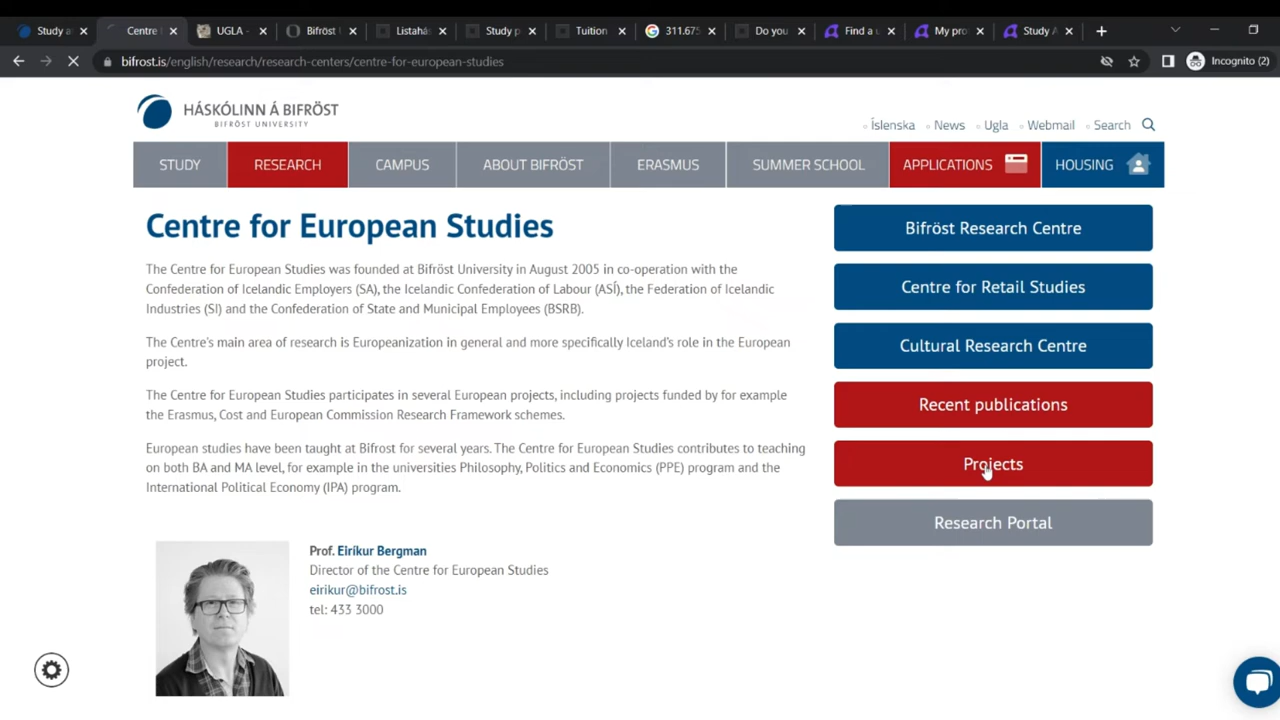 Study a
Centre
UGLA -
Bifröst
Listahás
Study p
Tuition
311.675
Do you
Find a u
My pro
Study A
bifrost.is/english/research/research-centers/centre-for-european-studies
Incognito (2)
HÁSKÓLINN Á BIFRÖST
BIFRÖST UNIVERSITY
Íslenska
News
Ugla
Webmail
Search
STUDY
RESEARCH
CAMPUS
ABOUT BIFRÖST
ERASMUS
SUMMER SCHOOL
APPLICATIONS
HOUSING
Centre for European Studies
The Centre for European Studies was founded at Bifröst University in August 2005 in co-operation with the
Confederation of Icelandic Employers (SA), the Icelandic Confederation of Labour (ASÍ), the Federation of Icelandic
Industries (SI) and the Confederation of State and Municipal Employees (BSRB).
The Centre's main area of research is Europeanization in general and more specifically Iceland's role in the European
project.
The Centre for European Studies participates in several European projects, including projects funded by for example
the Erasmus, Cost and European Commission Research Framework schemes.
European studies have been taught at Bifrost for several years. The Centre for European Studies contributes to teaching
on both BA and MA level, for example in the universities Philosophy, Politics and Economics (PPE) program and the
International Political Economy (IPA) program.
Prof. Eiríkur Bergman
Director of the Centre for European Studies
eirikur@bifrost.is
tel: 433 3000
Bifröst Research Centre
Centre for Retail Studies
Cultural Research Centre
Recent publications
Projects
Research Portal